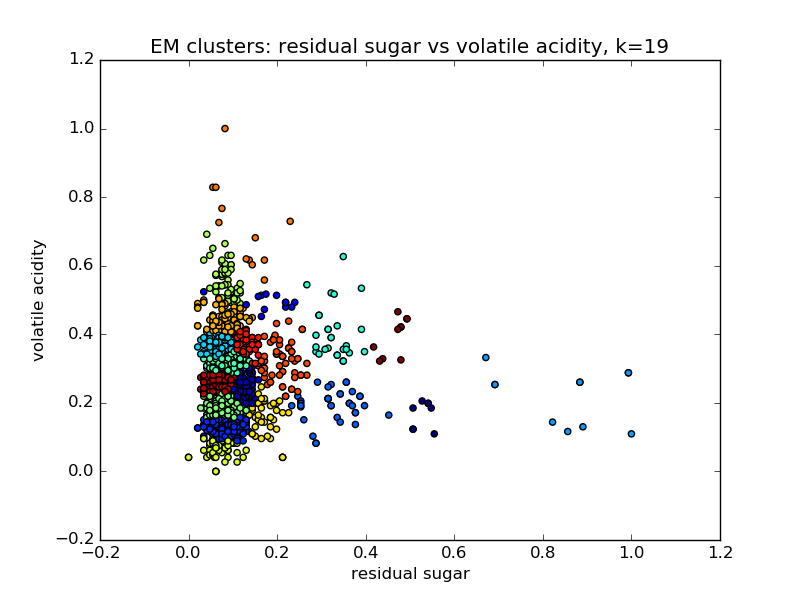 EM clusters: residual sugar vs volatile acidity, k=19
1.2
1.0
0.8
0.6
0.4
0.2
0.0
−0.2
volatile acidity
−0.2 0.0 0.2 0.4 0.6 0.8 1.0 1.2
residual sugar